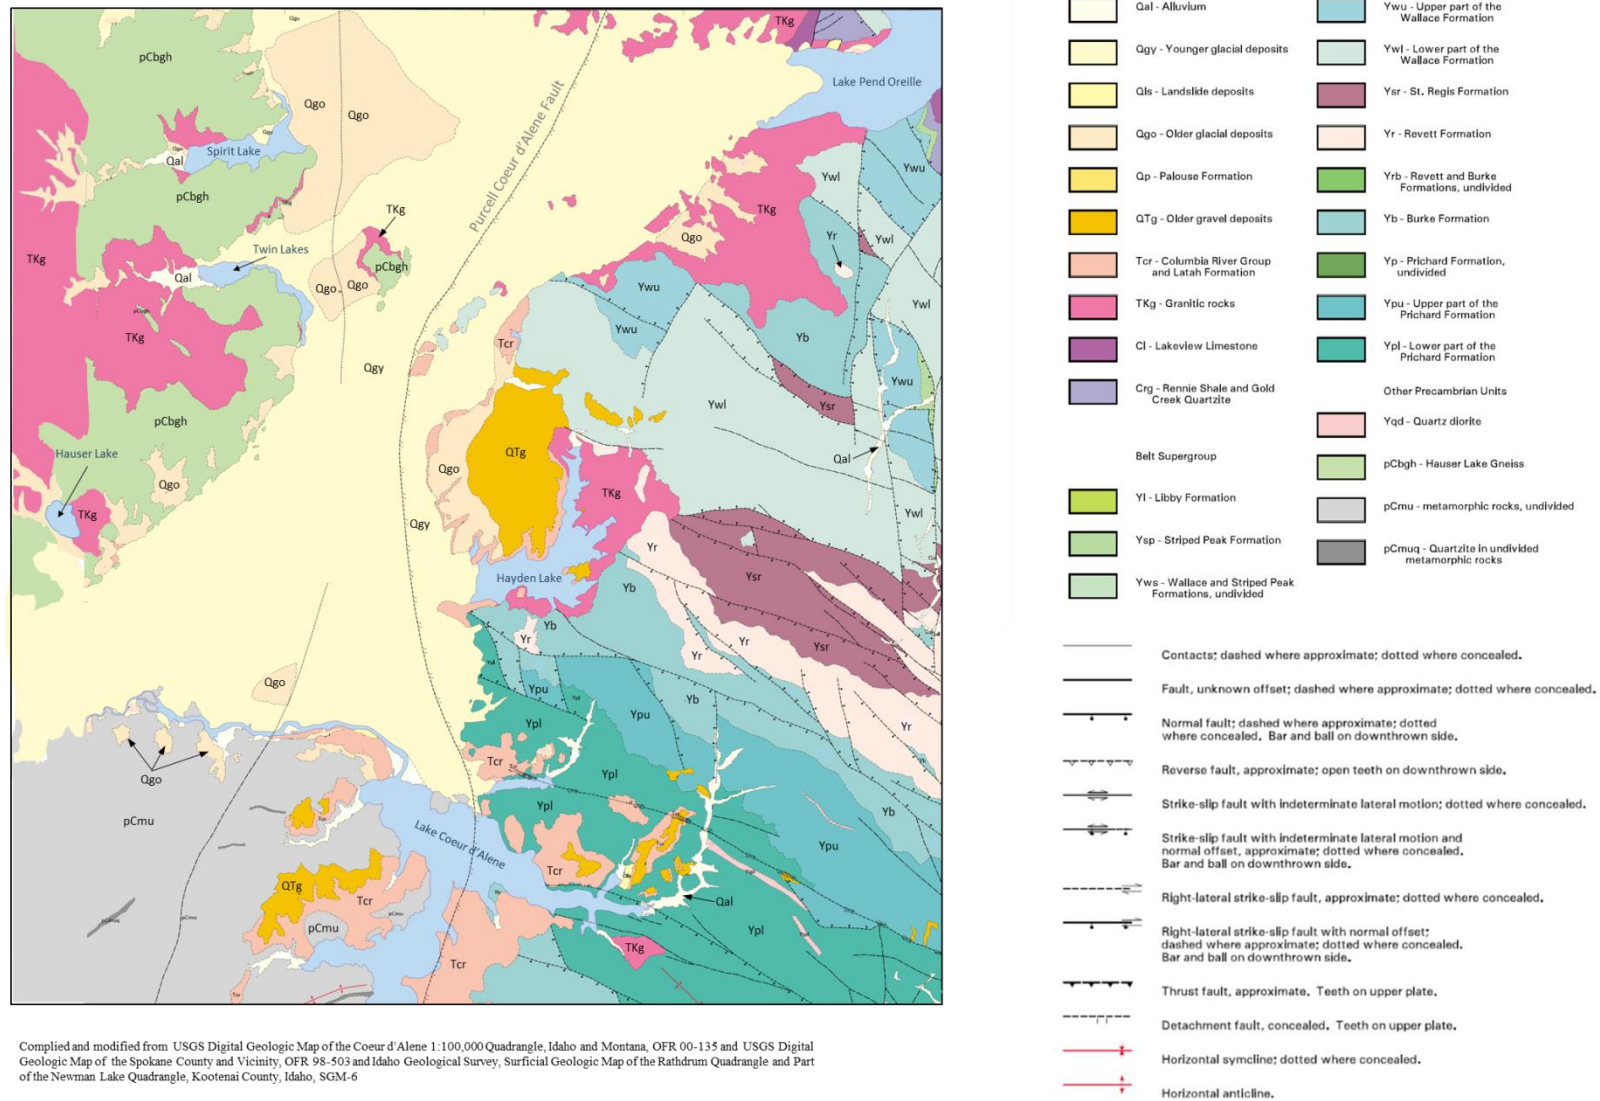 pCbgh
Qgy
TKg
Qgo
Qgo
Lake Pend Oreille
Purcell Coeur d'Alene Fault
Qal
Spirit Lake
pCbgh
TKg
Ywl
Ywu
TKg
Qgo
Yr
Ywl
Twin Lakes
TKg
Qal
pCbgh
Qgo
Qgo
Ywu
Ywl
TKg
Ywu
Yb
Tcr
Qgy
Ywu
Ywl
Ysr
pCbgh
Hauser Lake
QTg
Qal
Qgo
Qgo
TKg
TKg
Ywl
Qgy
Yr
Hayden Lake
Ysr
Yb
Yb
Yr
Yr
Yr
Ysr
Qgo
Ypu
Yb
Ypl
Ypu
Yr
Tcr
Qgo
Ypl
Ypl
pCmu
Yb
Lake Coeur d'Alene
Ypu
Tcr
QTg
Tcr
Qal
pCmu
pCmu
Ypl
TKg
Tcr
Qal - Alluvium
Qgy - Younger glacial deposits
Qls - Landslide deposits
Qgo - Older glacial deposits
Qp - Palouse Formation
QTg - Older gravel deposits
Tcr - Columbia River Group
and Latah Formation
TKg - Granitic rocks
Cl - Lakeview Limestone
Crg - Rennie Shale and Gold
Creek Quartzite
Belt Supergroup
Yl - Libby Formation
Ysp - Striped Peak Formation
Yws - Wallace and Striped Peak
Formations, undivided
Ywu - Upper part of the
Wallace Formation
Ywl - Lower part of the
Wallace Formation
Ysr - St. Regis Formation
Yr - Revett Formation
Yrb - Revett and Burke
Formations, undivided
Yb - Burke Formation
Yp - Prichard Formation,
undivided
Ypu - Upper part of the
Prichard Formation
Ypl - Lower part of the
Prichard Formation
Other Precambrian Units
Yqd - Quartz diorite
pCbgh - Hauser Lake Gneiss
pCmu - metamorphic rocks, undivided
pCmuq - Quartzite in undivided
metamorphic rocks
Contacts; dashed where approximate; dotted where concealed.
Fault, unknown offset; dashed where approximate; dotted where concealed.
Normal fault; dashed where approximate; dotted
where concealed. Bar and ball on downthrown side.
Reverse fault, approximate; open teeth on downthrown side.
Strike-slip fault with indeterminate lateral motion; dotted where concealed.
Strike-slip fault with indeterminate lateral motion and
normal offset, approximate; dotted where concealed.
Bar and ball on downthrown side.
Right-lateral strike-slip fault, approximate; dotted where concealed.
Right-lateral strike-slip fault with normal offset;
dashed where approximate; dotted where concealed.
Bar and ball on downthrown side.
Thrust fault, approximate. Teeth on upper plate.
Detachment fault, concealed. Teeth on upper plate.
Horizontal symcline; dotted where concealed.
Horizontal anticline.
Complied and modified from USGS Digital Geologic Map of the Coeur d'Alene 1:100,000 Quadrangle, Idaho and Montana, OFR 00-135 and USGS Digital
Geologic Map of the Spokane County and Vicinity, OFR 98-503 and Idaho Geological Survey, Surficial Geologic Map of the Rathdrum Quadrangle and Part
of the Newman Lake Quadrangle, Kootenai County, Idaho, SGM-6